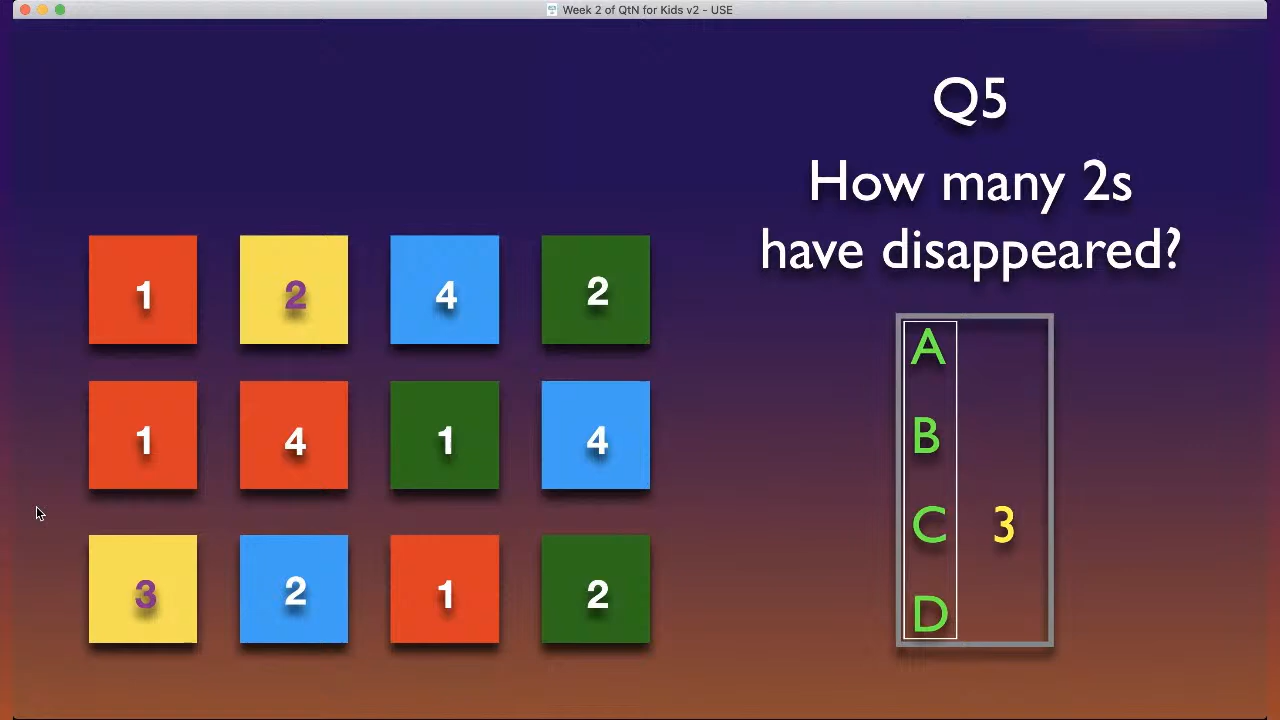 Week 2 of QtN for Kids v2 - USE
Q5
How many 2s
have disappeared?
1 2 4 2
1 4 1 4
3 2 1 2
A
B
C 3
D